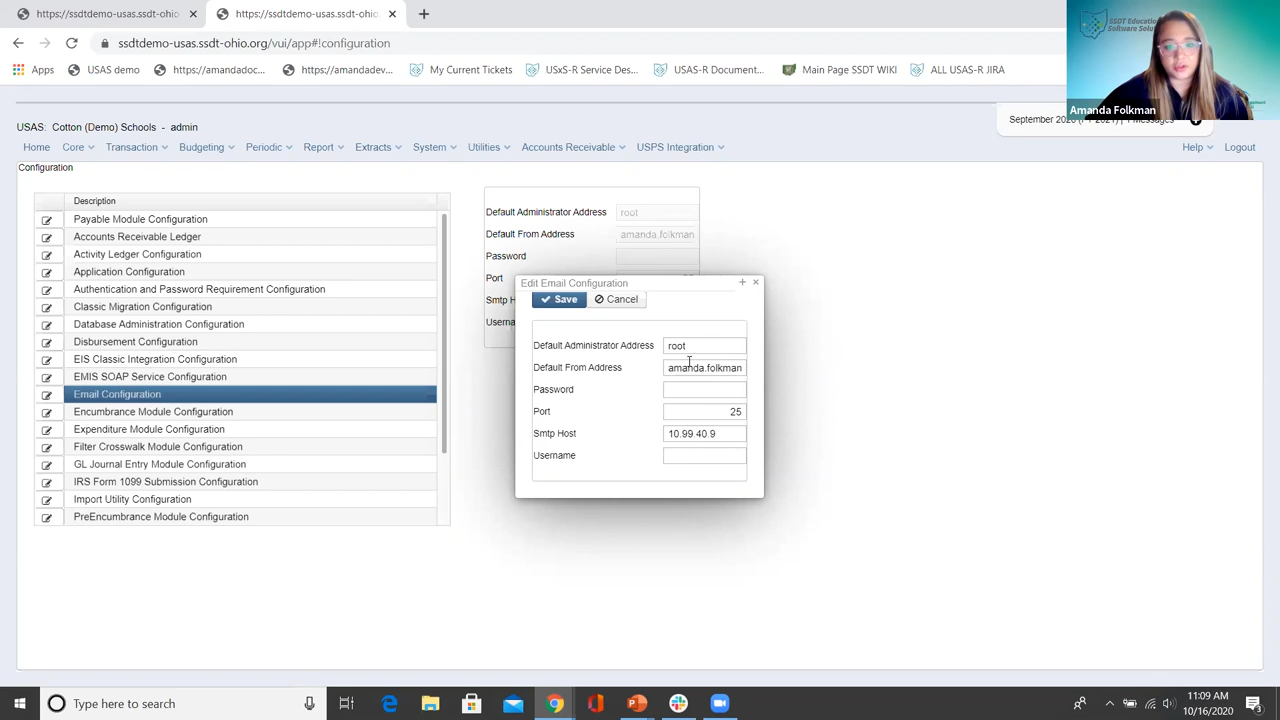 https://ssdtdemo-usas.ssdt-ohio
https://ssdtdemo-usas.ssdt-ohio.
ssdtdemo-usas.ssdt-ohio.org/vui/app#!configuration
Apps
USAS demo
https://amandadoc...
https://amandadev...
My Current Tickets
USxS-R Service Des...
USAS-R Document...
Main Page SSDT WIKI
ALL USAS-R JIRA
SSDT Education
Software Solu
Amanda Folkman
USAS: Cotton (Demo) Schools - admin
Home
Core
Transaction
Budgeting
Periodic
Report
Extracts
System
Utilities
Accounts Receivable
USPS Integration
Help
Logout
Configuration
Description
Payable Module Configuration
Accounts Receivable Ledger
Activity Ledger Configuration
Application Configuration
Authentication and Password Requirement Configuration
Classic Migration Configuration
Database Administration Configuration
Disbursement Configuration
EIS Classic Integration Configuration
EMIS SOAP Service Configuration
Email Configuration
Encumbrance Module Configuration
Expenditure Module Configuration
Filter Crosswalk Module Configuration
GL Journal Entry Module Configuration
IRS Form 1099 Submission Configuration
Import Utility Configuration
PreEncumbrance Module Configuration
Default Administrator Address root
Default From Address amanda.folkman
Password
Port
Smtp H
Userna
Edit Email Configuration
Save
Cancel
Default Administrator Address root
Default From Address amanda.folkman
Password
Port 25
Smtp Host 10.99.40.9
Username
Type here to search
11:09 AM
10/16/2020
3